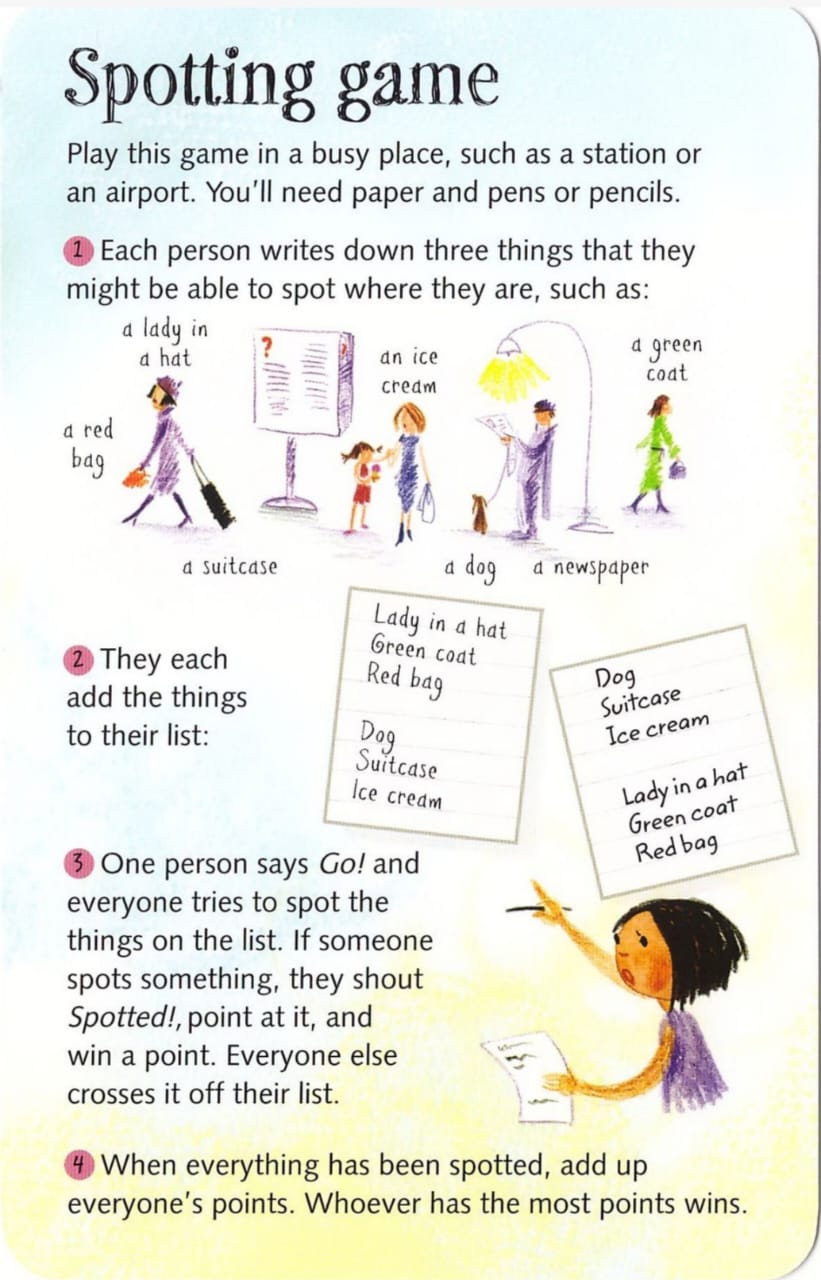 Spotting game
Play this game in a busy place, such as a station or
an airport. You'll need paper and pens or pencils.
1 Each person writes down three things that they
might be able to spot where they are, such as:
a lady in
a hat
a red
bag
?
?
an ice
cream
a green
coat
a suitcase
a dog
a newspaper
2 They each
add the things
to their list:
Lady in a hat
Green coat
Red bag
Dog
Suitcase
Ice cream
Dog
Suitcase
Ice cream
Lady in a hat
Green coat
Red bag
3 One person says Go! and
everyone tries to spot the
things on the list. If someone
spots something, they shout
Spotted!, point at it, and
win a point. Everyone else
crosses it off their list.
4 When everything has been spotted, add up
everyone's points. Whoever has the most points wins.